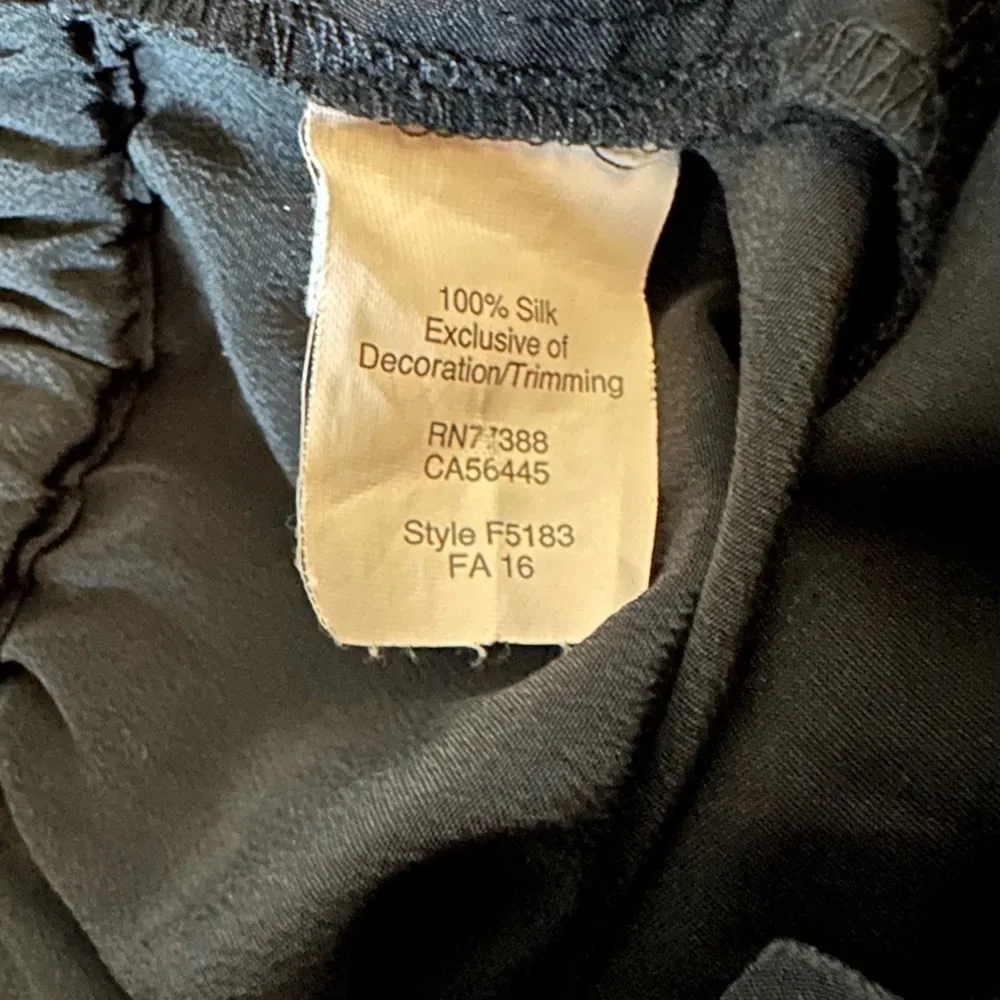 100% Silk
Exclusive of
Decoration/Trimming
CA56445
Style F5183
FA 16